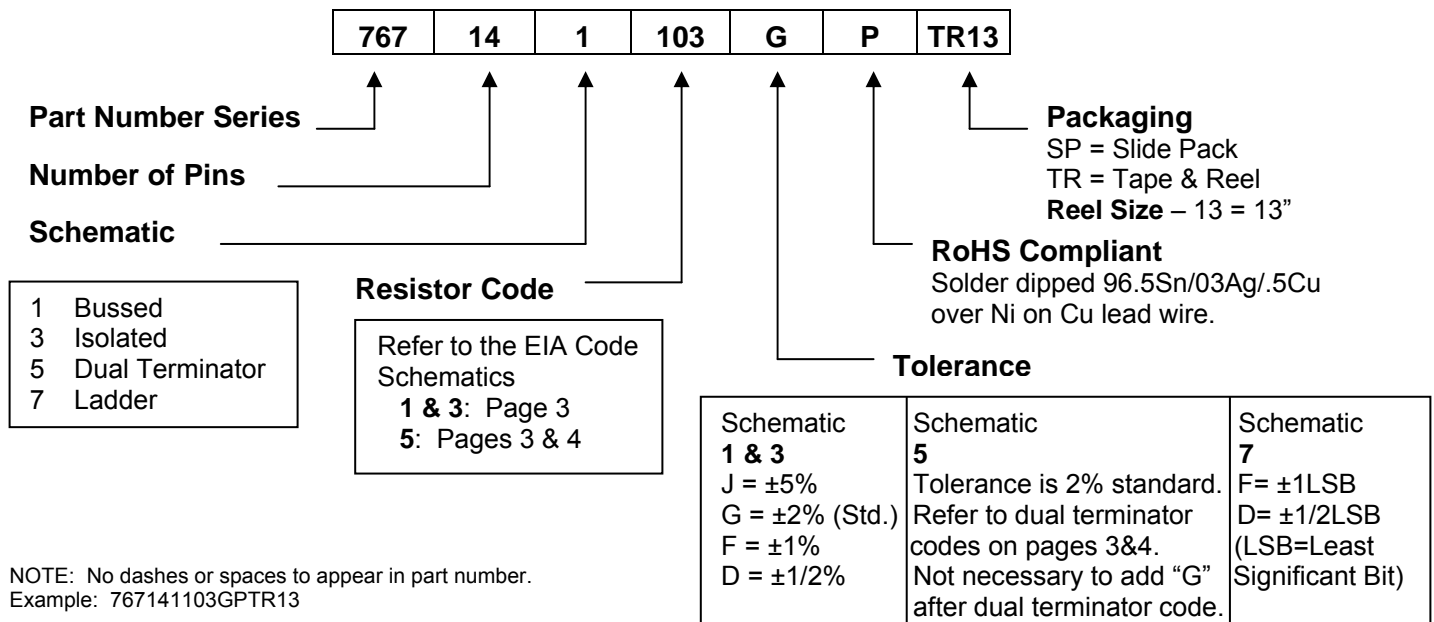 767 14 1 103 G P TR13
Part Number Series
Number of Pins
Schematic
1 Bussed
3 Isolated
5 Dual Terminator
7 Ladder
Resistor Code
Refer to the EIA Code
Schematics
1 & 3: Page 3
5: Pages 3 & 4
Packaging
SP = Slide Pack
TR = Tape & Reel
Reel Size – 13 = 13”
RoHS Compliant
Solder dipped 96.5Sn/03Ag/.5Cu
over Ni on Cu lead wire.
Tolerance
Schematic
1 & 3
J = ±5%
G = ±2% (Std.)
F = ±1%
D = ±1/2%
Schematic
5
Tolerance is 2% standard.
Refer to dual terminator
codes on pages 3&4.
Not necessary to add “G”
after dual terminator code.
Schematic
7
F= ±1LSB
D= ±1/2LSB
(LSB=Least
Significant Bit)
NOTE: No dashes or spaces to appear in part number.
Example: 767141103GPTR13